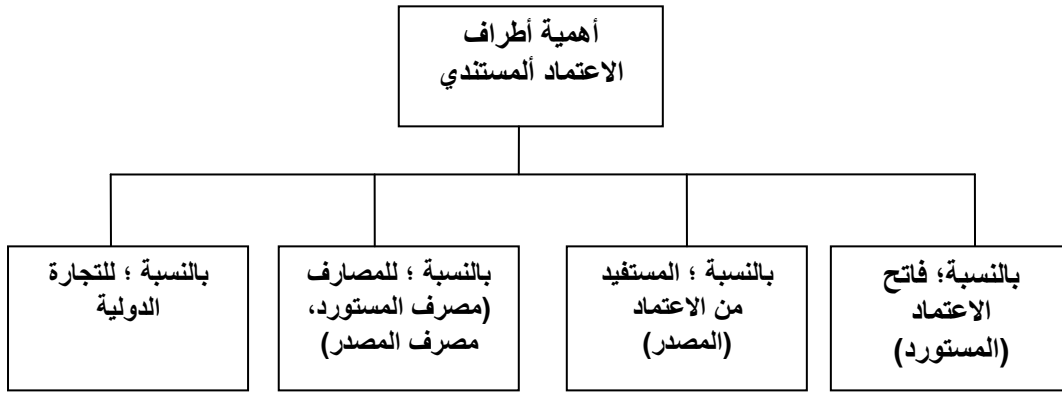 أهمية أطراف
الاعتماد ألمستندي
بالنسبة؛ فاتح
الاعتماد
(المستورد)
بالنسبة ؛ المستفيد
من الاعتماد
(المصدر)
بالنسبة ؛ للمصارف
(مصرف المستورد،
مصرف المصدر)
بالنسبة ؛ للتجارة
الدولية